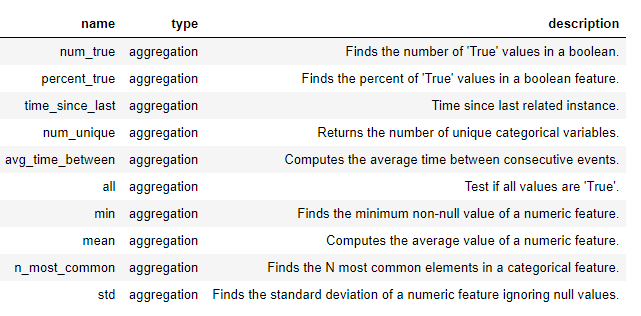 name type description
num_true aggregation Finds the number of 'True' values in a boolean.
percent_true aggregation Finds the percent of 'True' values in a boolean feature.
time_since_last aggregation Time since last related instance.
num_unique aggregation Returns the number of unique categorical variables.
avg_time_between aggregation Computes the average time between consecutive events.
all aggregation Test if all values are 'True'.
min aggregation Finds the minimum non-null value of a numeric feature.
mean aggregation Computes the average value of a numeric feature.
n_most_common aggregation Finds the N most common elements in a categorical feature.
std aggregation Finds the standard deviation of a numeric feature ignoring null values.